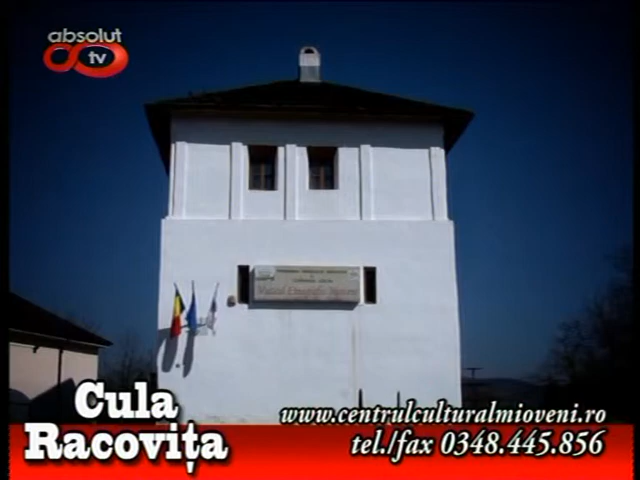 absolut
tv
Cula
Racovița
www.centrulculturalmioveni.ro
tel./fax 0348.445.856